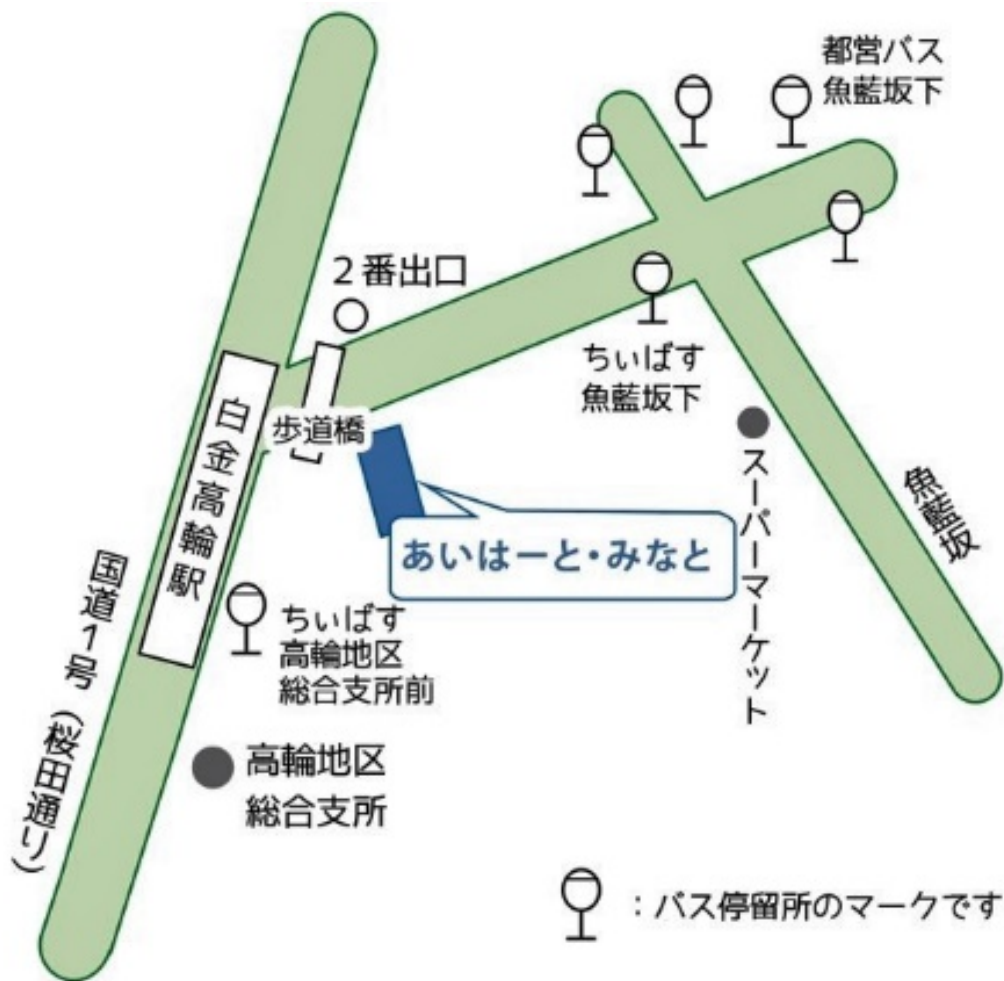 都営バス
魚藍坂下
２番出口
ちぃばす
魚藍坂下
歩道橋
白金高輪駅
あいはーと・みなと
スーパーマーケット
魚藍坂
国道1号（桜田通り）
ちぃばす
高輪地区
総合支所前
高輪地区
総合支所
：バス停留所のマークです